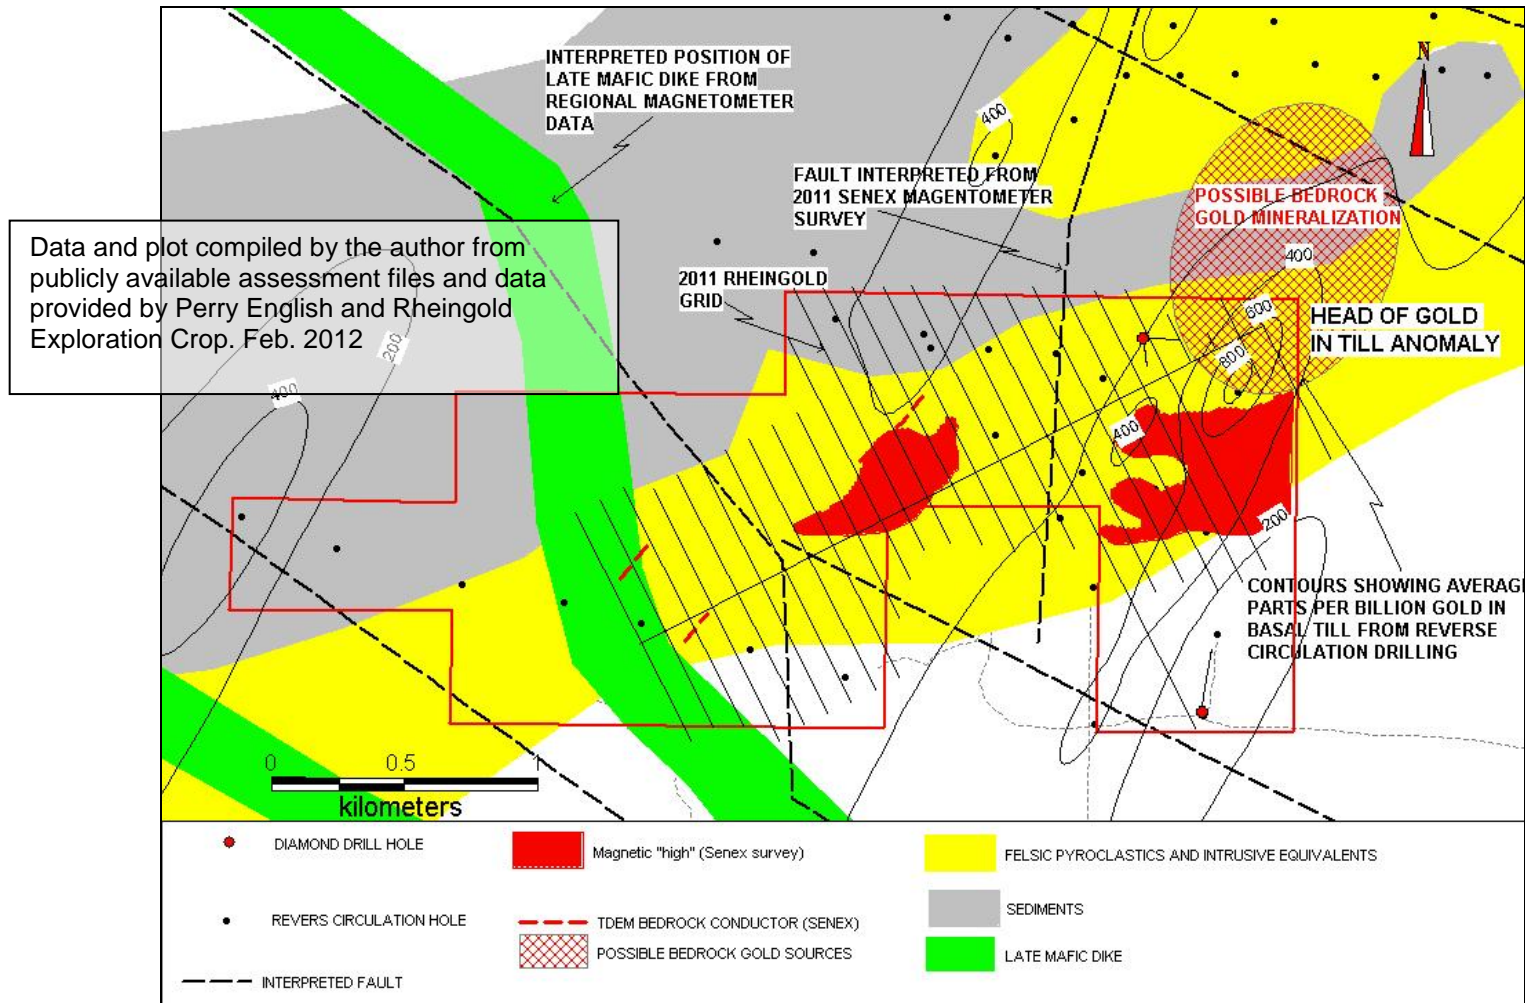 INTERPRETED POSITION OF
LATE MAFIC DIKE FROM
REGIONAL MAGNETOMETER
DATA
N
400
FAULT INTERPRETED FROM
2011 SENEX MAGENTOMETER
SURVEY
POSSIBLE BEDROCK
GOLD MINERALIZATION
Data and plot compiled by the author from
publicly available assessment files and data
provided by Perry English and Rheingold
Exploration Crop. Feb. 2012
2011 RHEINGOLD
GRID
400
600
HEAD OF GOLD
IN TILL ANOMALY
200
800
400
400
200
CONTOURS SHOWING AVERAGE
PARTS PER BILLION GOLD IN
BASAL TILL FROM REVERSE
CIRCULATION DRILLING
0 0.5 1
kilometers
DIAMOND DRILL HOLE
Magnetic "high" (Senex survey)
FELSIC PYROCLASTICS AND INTRUSIVE EQUIVALENTS
REVERS CIRCULATION HOLE
TDEM BEDROCK CONDUCTOR (SENEX)
SEDIMENTS
POSSIBLE BEDROCK GOLD SOURCES
LATE MAFIC DIKE
INTERPRETED FAULT